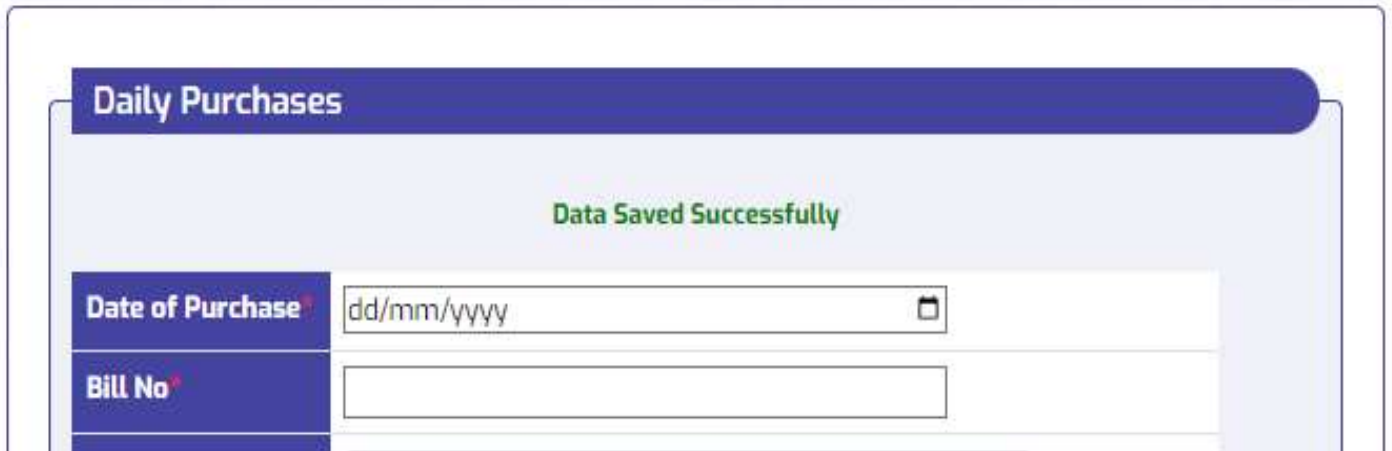 Daily Purchases
Data Saved Successfully
Date of Purchase*
dd/mm/yyyy
Bill No*